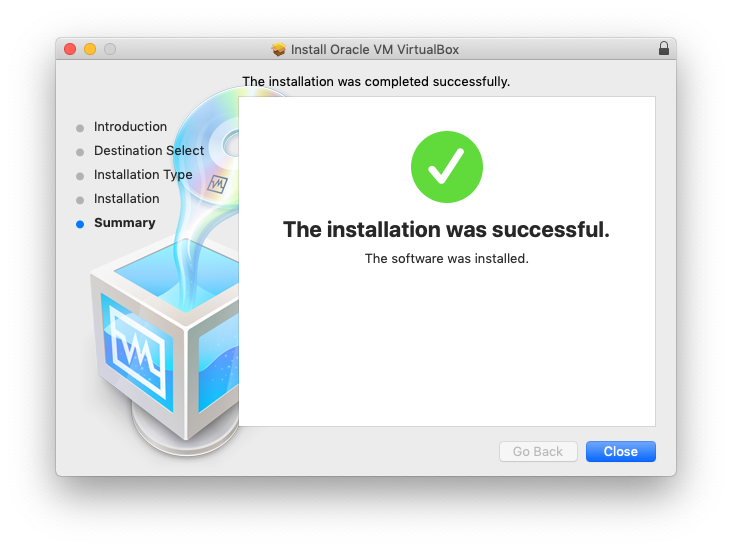 Install Oracle VM VirtualBox
The installation was completed successfully.
Introduction
Destination Select
Installation Type
Installation
Summary
The installation was successful.
The software was installed.
Go Back
Close